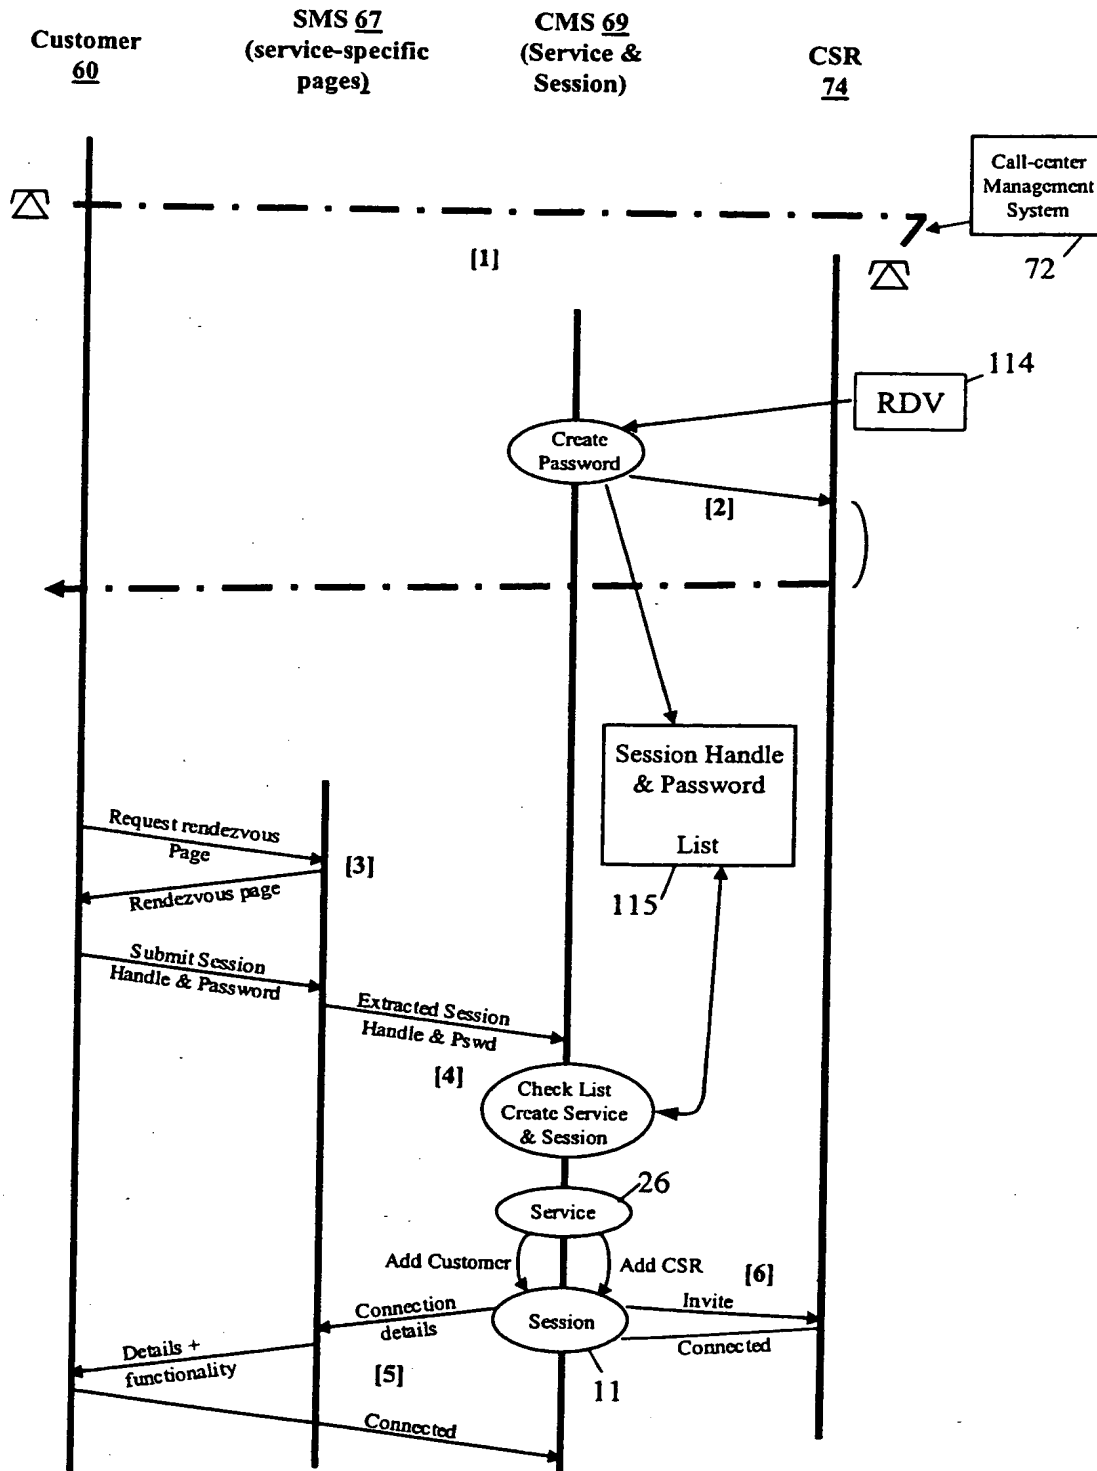 Customer
60
SMS 67
(service-specific
pages)
CMS 69
(Service &
Session)
CSR
74
Call-center
Management
System
72
[1]
114
RDV
Create
Password
[2]
Session Handle
& Password
List
115
Request rendezvous
Page
[3]
Rendezvous page
Submit Session
Handle & Password
Extracted Session
Handle & Pswd
[4]
Check List
Create Service
& Session
26
Service
Add Customer
Add CSR
[6]
Connection
details
Session
Invite
Connected
11
Details +
functionality
[5]
Connected